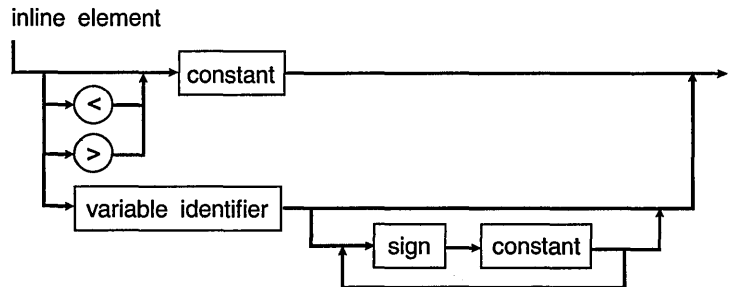 inline element
constant
<
>
variable identifier
sign
constant